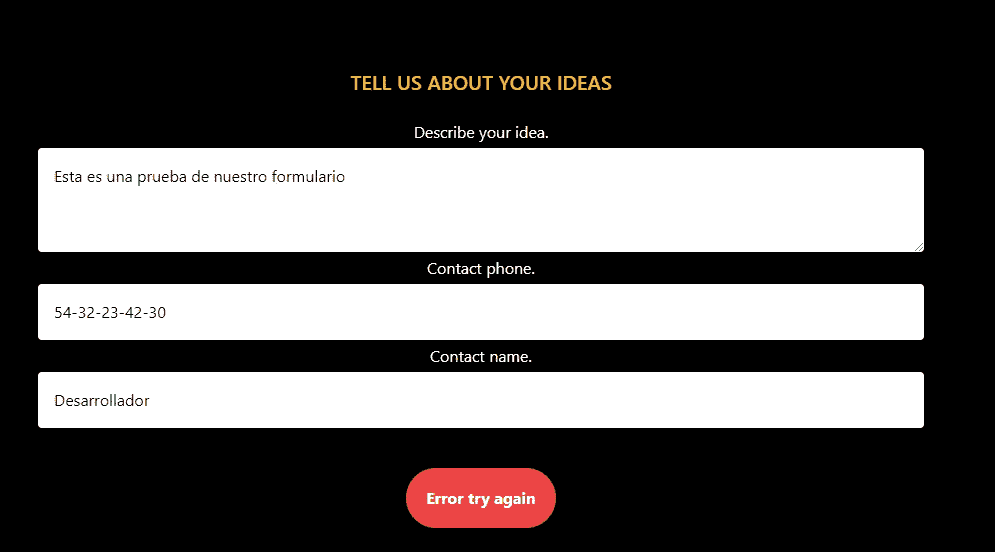 TELL US ABOUT YOUR IDEAS
Describe your idea.
Esta es una prueba de nuestro formulario
Contact phone.
54-32-23-42-30
Contact name.
Desarrollador
Error try again